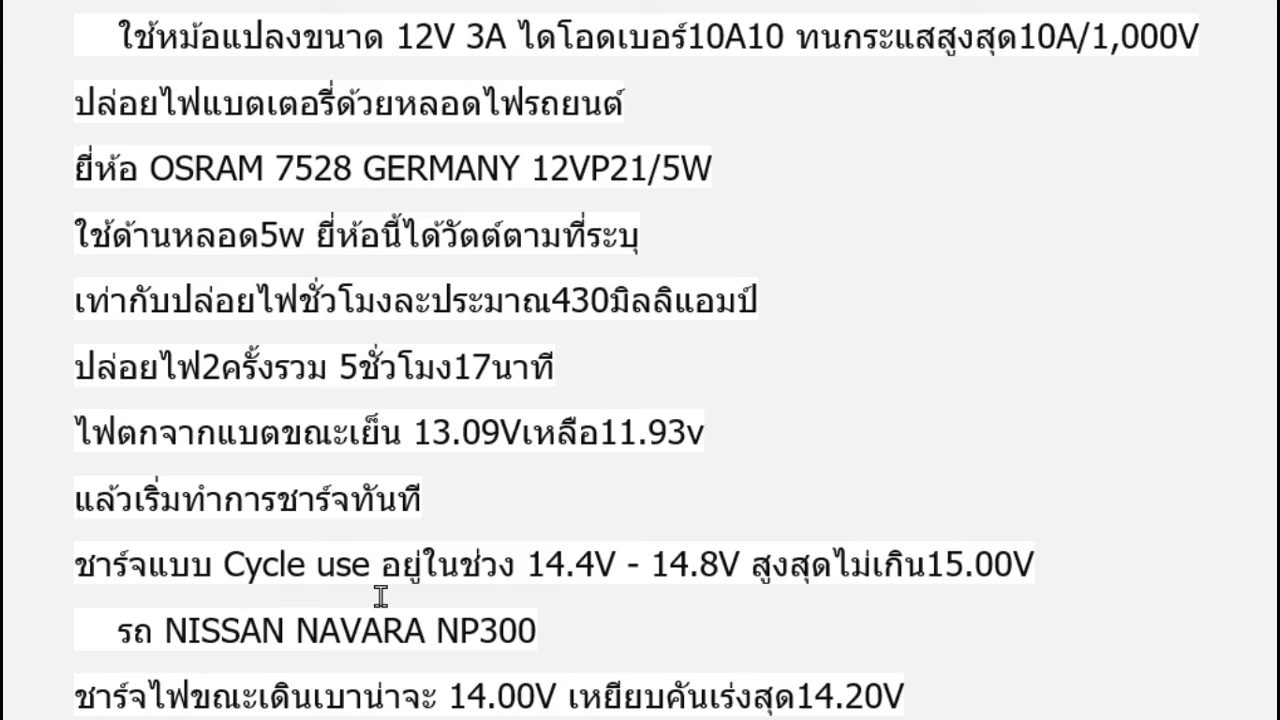 ใช้หม้อแปลงขนาด 12V 3A ไดโอดเบอร์10A10 ทนกระแสสูงสุด10A/1,000V
ปล่อยไฟแบตเตอรี่ด้วยหลอดไฟรถยนต์
ยี่ห้อ OSRAM 7528 GERMANY 12VP21/5W
ใช้ด้านหลอด5w ยี่ห้อนี้ได้วัตต์ตามที่ระบุ
เท่ากับปล่อยไฟชั่วโมงละประมาณ430มิลลิแอมป์
ปล่อยไฟ2ครั้งรวม 5ชั่วโมง17นาที
ไฟตกจากแบตขณะเย็น 13.09Vเหลือ11.93v
แล้วเริ่มทำการชาร์จทันที
ชาร์จแบบ Cycle use อยู่ในช่วง 14.4V - 14.8V สูงสุดไม่เกิน15.00V
รถ NISSAN NAVARA NP300
ชาร์จไฟขณะเดินเบาน่าจะ 14.00V เหยียบคันเร่งสุด14.20V